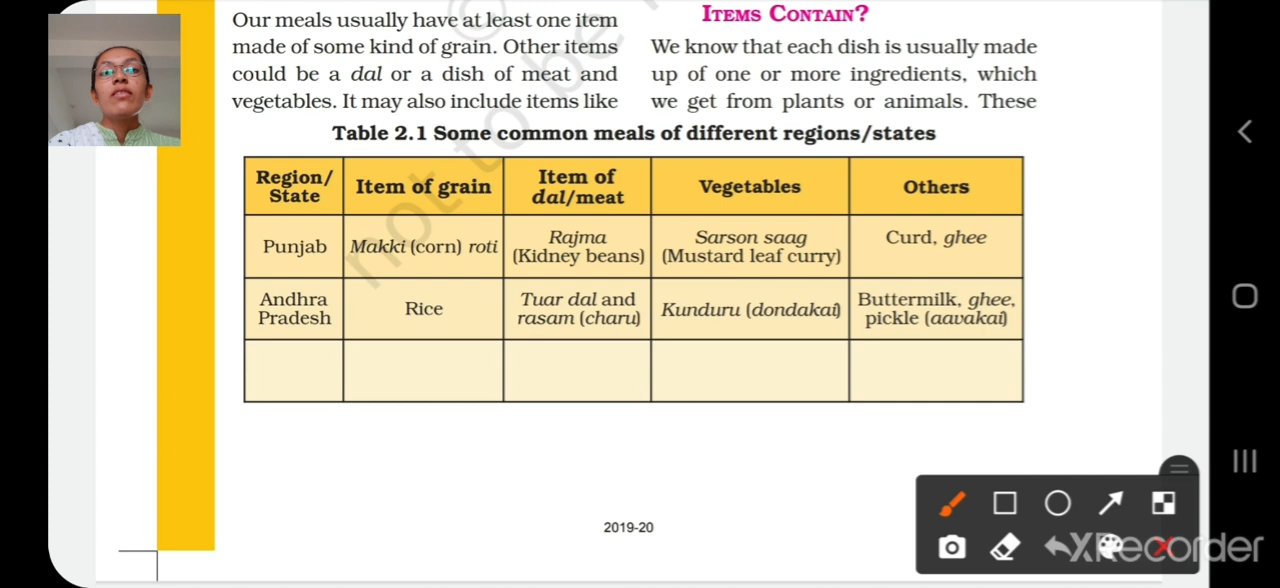 Our meals usually have at least one item
made of some kind of grain. Other items
could be a dal or a dish of meat and
vegetables. It may also include items like
ITEMS CONTAIN?
We know that each dish is usually made
up of one or more ingredients, which
we get from plants or animals. These
Table 2.1 Some common meals of different regions/states
Region/
State
Item of grain
Item of
dal/meat
Vegetables
Others
Punjab
Makki (corn) roti
Rajma
(Kidney beans)
Sarson saag
(Mustard leaf curry)
Curd, ghee
Andhra
Pradesh
Rice
Tuar dal and
rasam (charu)
Kunduru (dondakai)
Buttermilk, ghee,
pickle (aavakai)
not to be
©
2019-20
XRecorder